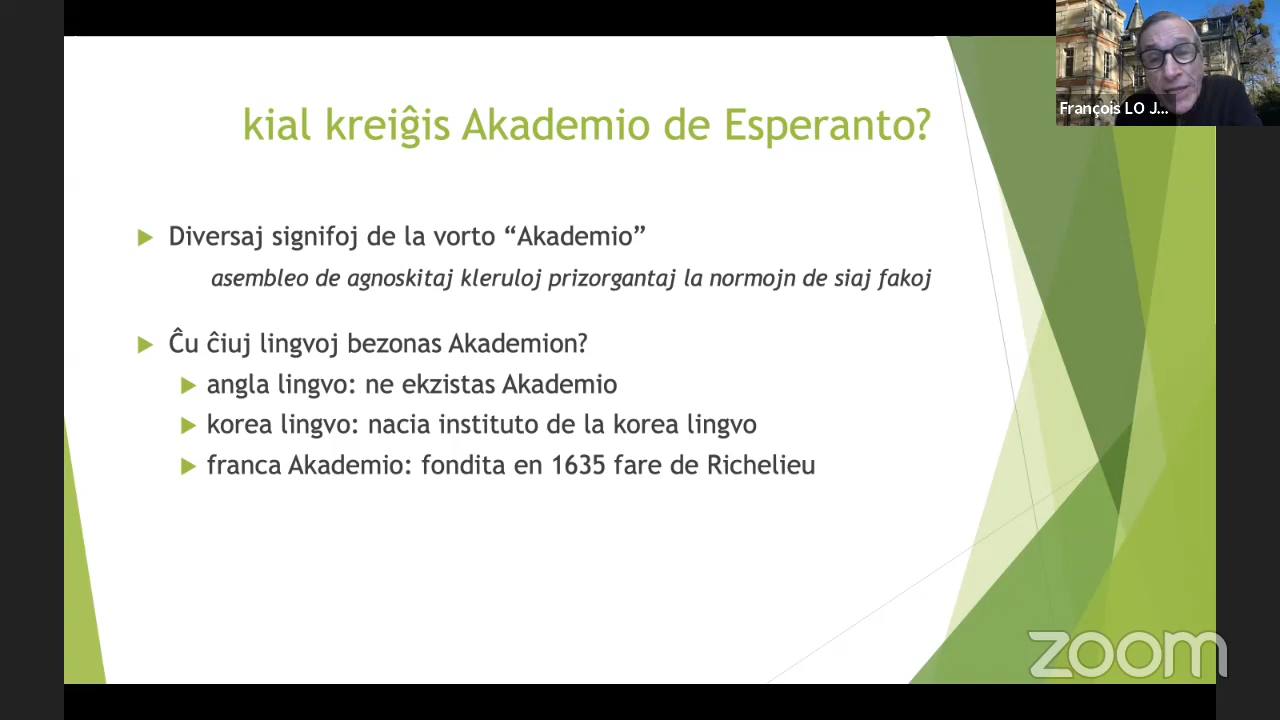 François LO J...
kial kreiĝis Akademio de Esperanto?
Diversaj signifoj de la vorto “Akademio”
asembleo de agnoskitaj kleruloj prizorgantaj la normojn de siaj fakoj
Ĉu ĉiuj lingvoj bezonas Akademion?
angla lingvo: ne ekzistas Akademio
korea lingvo: nacia instituto de la korea lingvo
franca Akademio: fondita en 1635 fare de Richelieu
zoom